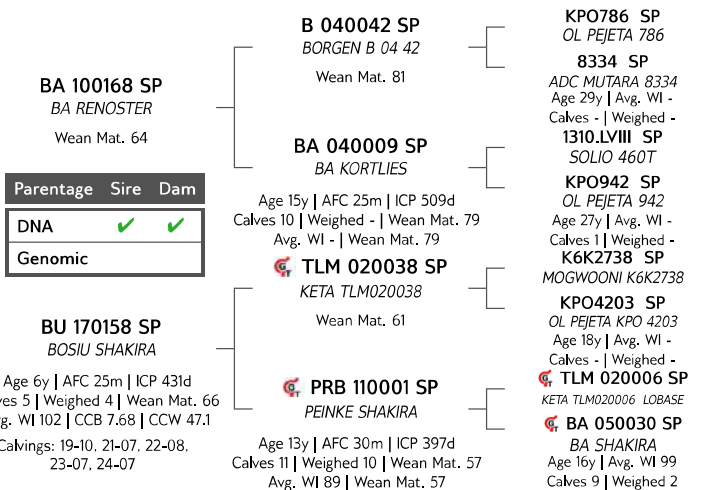 BA 100168 SP
BA RENOSTER
Wean Mat. 64
Parentage Sire Dam
DNA ✔ ✔
Genomic
BU 170158 SP
BOSIU SHAKIRA
Age 6y | AFC 25m | ICP 431d
ves 5 | Weighed 4 | Wean Mat. 66
g. WI 102 | CCB 7.68 | CCW 47.1
Calvings: 19-10, 21-07, 22-08,
23-07, 24-07
B 040042 SP
BORGEN B 04 42
Wean Mat. 81
BA 040009 SP
BA KORTLIES
Age 15y | AFC 25m | ICP 509d
Calves 10 | Weighed - | Wean Mat. 79
Avg. WI - | Wean Mat. 79
TLM 020038 SP
KETA TLM020038
Wean Mat. 61
PRB 110001 SP
PEINKE SHAKIRA
Age 13y | AFC 30m | ICP 397d
Calves 11 | Weighed 10 | Wean Mat. 57
Avg. WI 89 | Wean Mat. 57
KPO786 SP
OL PEJETA 786
8334 SP
ADC MUTARA 8334
Age 29y | Avg. WI -
Calves - | Weighed -
1310.LVIII SP
SOLIO 460T
KPO942 SP
OL PEJETA 942
Age 27y | Avg. WI -
Calves 1 | Weighed -
K6K2738 SP
MOGWOONI K6K2738
KPO4203 SP
OL PEJETA KPO 4203
Age 18y | Avg. WI -
Calves - | Weighed -
TLM 020006 SP
KETA TLM020006 LOBASE
BA 050030 SP
BA SHAKIRA
Age 16y | Avg. WI 99
Calves 9 | Weighed 2